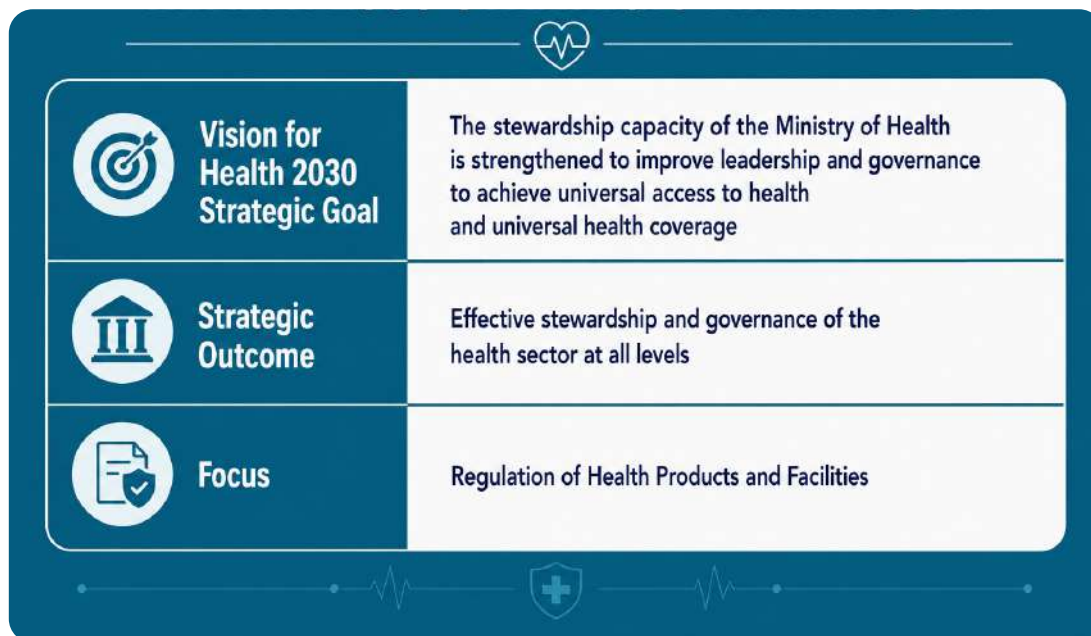 Vision for
Health 2030
Strategic Goal
The stewardship capacity of the Ministry of Health
is strengthened to improve leadership and governance
to achieve universal access to health
and universal health coverage
Strategic
Outcome
Effective stewardship and governance of the
health sector at all levels
Focus
Regulation of Health Products and Facilities